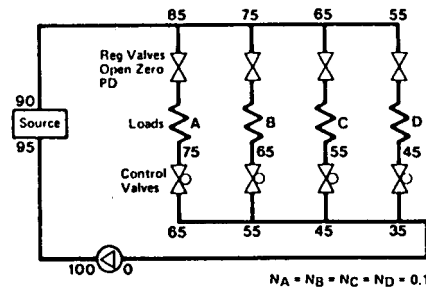 85 75 65 55
Reg Valves
Open Zero
PD
90
Source
95
Loads A B C D
75 65 55 45
Control
Valves
65 55 45 35
100 0
N_A = N_B = N_C = N_D = 0.1